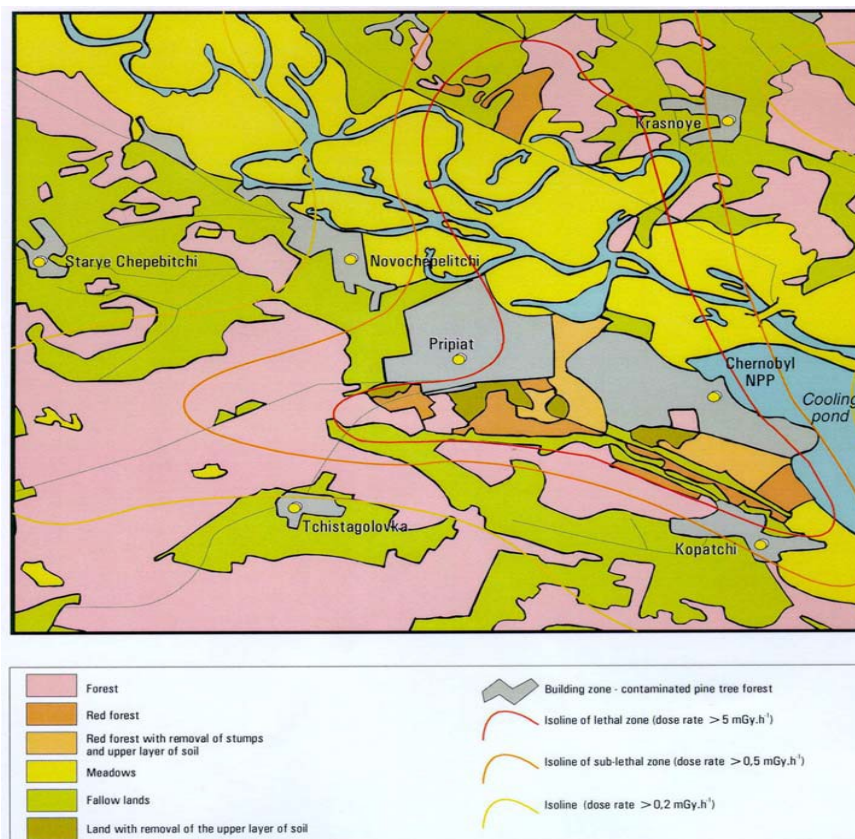 Krasnoye
Starye Chepebitchi
Novochepelitchi
Pripiat
Chernobyl
NPP
Cooling
pond
Tchistagolovka
Kopatchi
Forest
Red forest
Red forest with removal of stumps
and upper layer of soil
Meadows
Fallow lands
Land with removal of the upper layer of soil
Building zone - contaminated pine tree forest
Isoline of lethal zone (dose rate > 5 mGy.h⁻¹)
Isoline of sub-lethal zone (dose rate > 0,5 mGy.h⁻¹)
Isoline (dose rate > 0,2 mGy.h⁻¹)